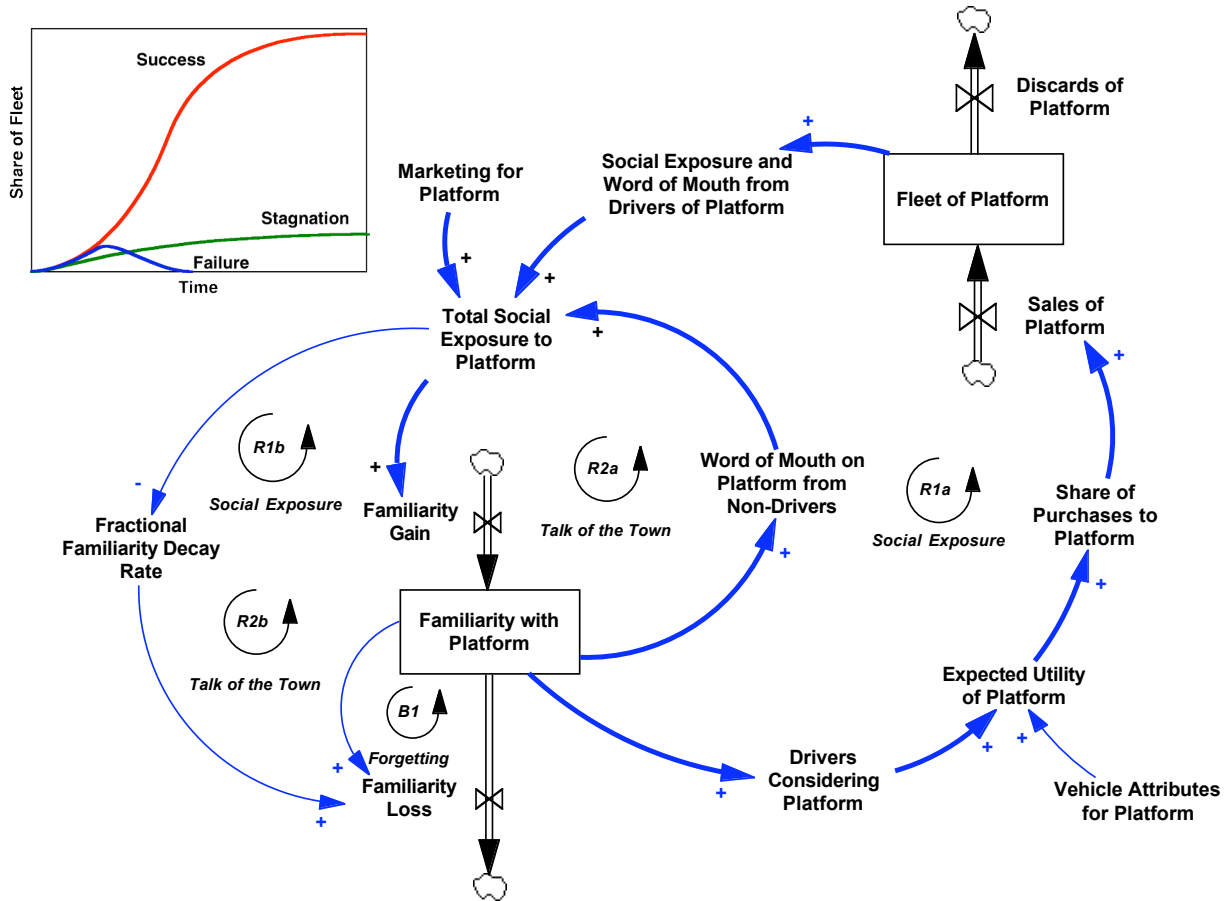 Share of Fleet
Success
Stagnation
Failure
Time
Marketing for
Platform
+
Social Exposure and
Word of Mouth from
Drivers of Platform
+
+
Discards of
Platform
Fleet of Platform
Sales of
Platform
+
Total Social
Exposure to
Platform
+
R1b
Social Exposure
-
+
Familiarity
Gain
R2a
Talk of the Town
Word of Mouth on
Platform from
Non-Drivers
+
R1a
Social Exposure
Share of
Purchases to
Platform
+
Fractional
Familiarity Decay
Rate
R2b
Talk of the Town
Familiarity with
Platform
B1
Forgetting
+
Familiarity
Loss
+
Expected Utility
of Platform
+
+
Drivers
Considering
Platform
+
Vehicle Attributes
for Platform